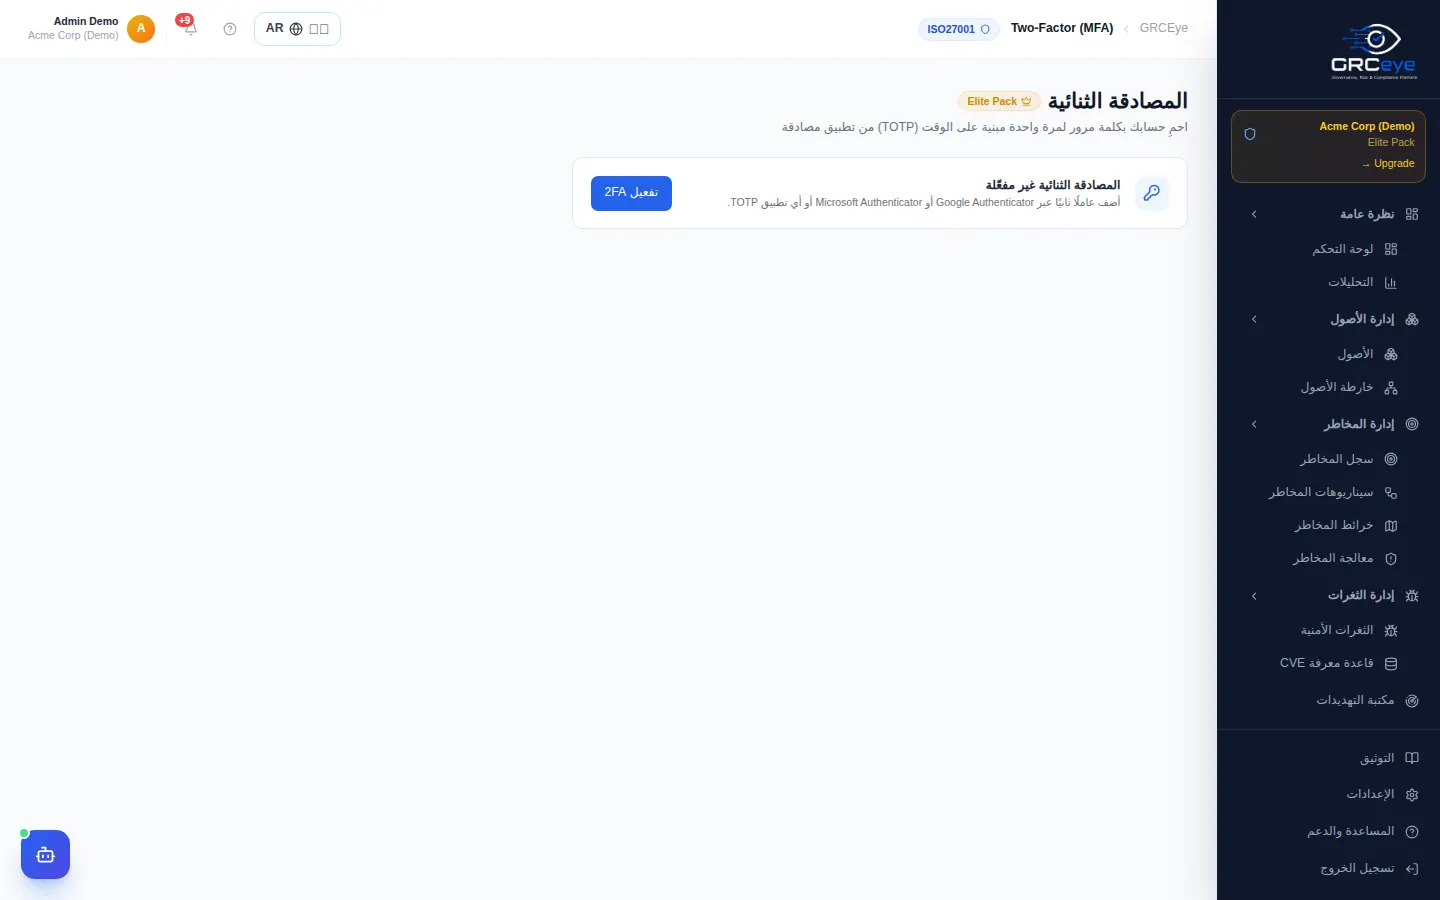 GRCeye
Governance, Risk & Compliance Platform
Acme Corp (Demo)
Elite Pack
Upgrade →
نظرة عامة
لوحة التحكم
التحليلات
إدارة الأصول
الأصول
خارطة الأصول
إدارة المخاطر
سجل المخاطر
سيناريوهات المخاطر
خرائط المخاطر
معالجة المخاطر
إدارة الثغرات
الثغرات الأمنية
قاعدة معرفة CVE
مكتبة التهديدات
التوثيق
الإعدادات
المساعدة والدعم
تسجيل الخروج
GRCEye
Two-Factor (MFA)
ISO27001
AR
+9
A
Admin Demo
Acme Corp (Demo)
المصادقة الثنائية
Elite Pack
احمِ حسابك بكلمة مرور لمرة واحدة مبنية على الوقت (TOTP) من تطبيق مصادقة
المصادقة الثنائية غير مفعّلة
أضف عاملًا ثانيًا عبر Google Authenticator أو Microsoft Authenticator أو أي تطبيق TOTP.
تفعيل 2FA